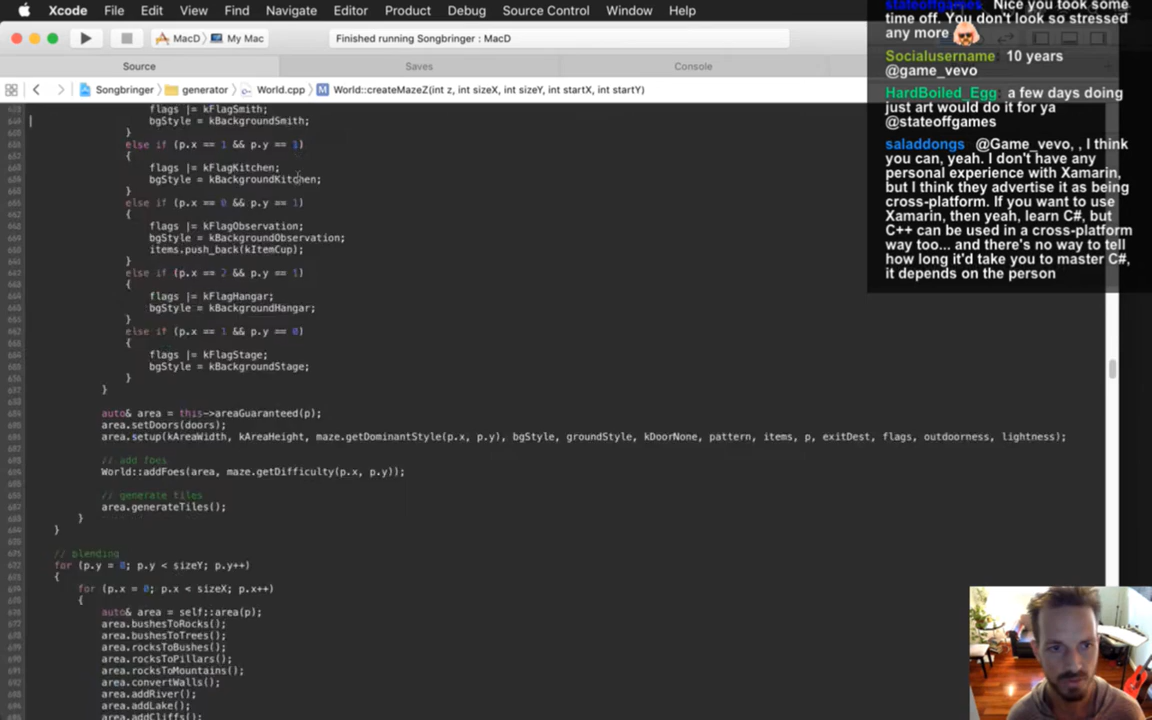 Xcode File Edit View Find Navigate Editor Product Debug Source Control Window Help
MacD My Mac
Finished running Songbringer : MacD
Source Saves Console
Songbringer generator World.cpp M World::createMazeZ(int z, int sizeX, int sizeY, int startX, int startY)
flags |= kFlagSmith;
bgStyle = kBackgroundSmith;
}
else if (p.x == 1 && p.y == 1)
{
flags |= kFlagKitchen;
bgStyle = kBackgroundKitchen;
}
else if (p.x == 0 && p.y == 1)
{
flags |= kFlagObservation;
bgStyle = kBackgroundObservation;
items.push_back(kItemCup);
}
else if (p.x == 2 && p.y == 1)
{
flags |= kFlagHangar;
bgStyle = kBackgroundHangar;
}
else if (p.x == 1 && p.y == 0)
{
flags |= kFlagStage;
bgStyle = kBackgroundStage;
}
}
auto& area = this->areaGuaranteed(p);
area.setDoors(doors);
area.setup(kAreaWidth, kAreaHeight, maze.getDominantStyle(p.x, p.y), bgStyle, groundStyle, kDoorNone, pattern, items, p, exitDest, flags, outdoorness, lightness);
// add foes
World::addFoes(area, maze.getDifficulty(p.x, p.y));
// generate tiles
area.generateTiles();
}
}
// blending
for (p.y = 0; p.y < sizeY; p.y++)
{
for (p.x = 0; p.x < sizeX; p.x++)
{
auto& area = self::area(p);
area.bushesToRocks();
area.bushesToTrees();
area.rocksToBushes();
area.rocksToPillars();
area.rocksToMountains();
area.convertWalls();
area.addRiver();
area.addLake();
area.addCliffs();
stateoffgames: Nice you took some
time off. You don't look so stressed
any more
Socialusername: 10 years
@game_vevo
HardBoiled_Egg: a few days doing
just art would do it for ya
@stateoffgames
saladdongs: @Game_vevo, , I think
you can, yeah. I don't have any
personal experience with Xamarin,
but I think they advertise it as being
cross-platform. If you want to use
Xamarin, then yeah, learn C#, but
C++ can be used in a cross-platform
way too... and there's no way to tell
how long it'd take you to master C#,
it depends on the person